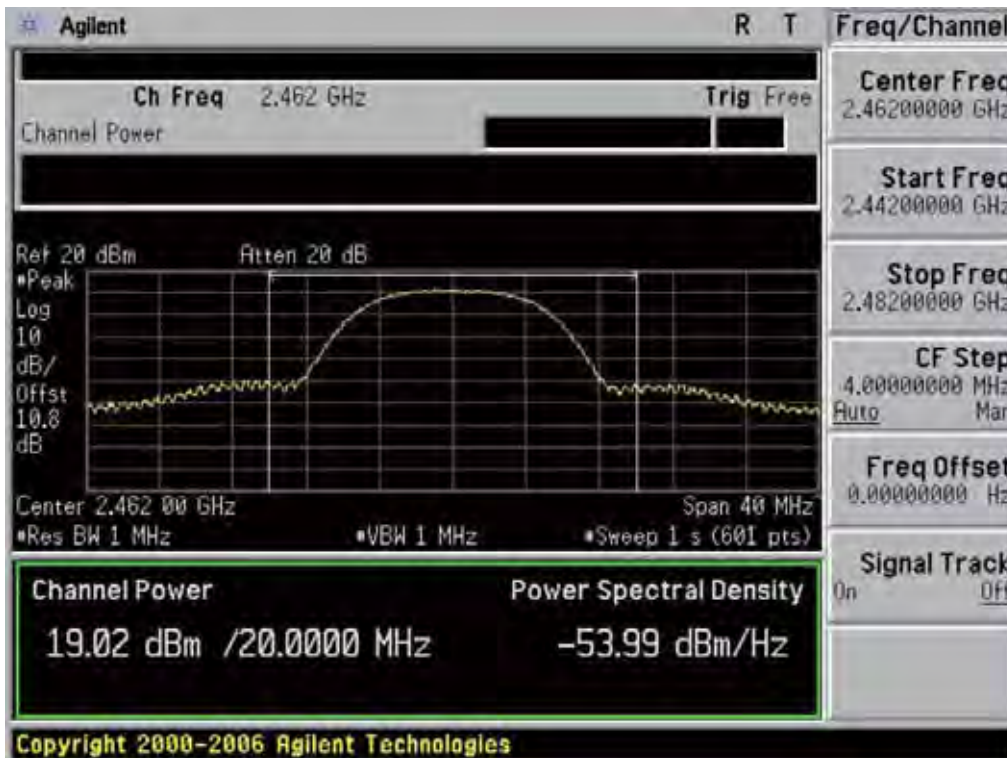 Agilent R T Freq/Channel
Ch Freq 2.462 GHz Trig Free
Channel Power
Center Freq
2.46200000 GHz
Start Freq
2.44200000 GHz
Ref 20 dBm Atten 20 dB
#Peak
Log
10
dB/
Offst
10.8
dB
Stop Freq
2.48200000 GHz
CF Step
4.00000000 MHz
Auto Man
Freq Offset
0.00000000 Hz
Center 2.462 00 GHz Span 40 MHz
#Res BW 1 MHz #VBW 1 MHz #Sweep 1 s (601 pts)
Signal Track
On Off
Channel Power Power Spectral Density
19.02 dBm /20.0000 MHz -53.99 dBm/Hz
Copyright 2000-2006 Agilent Technologies